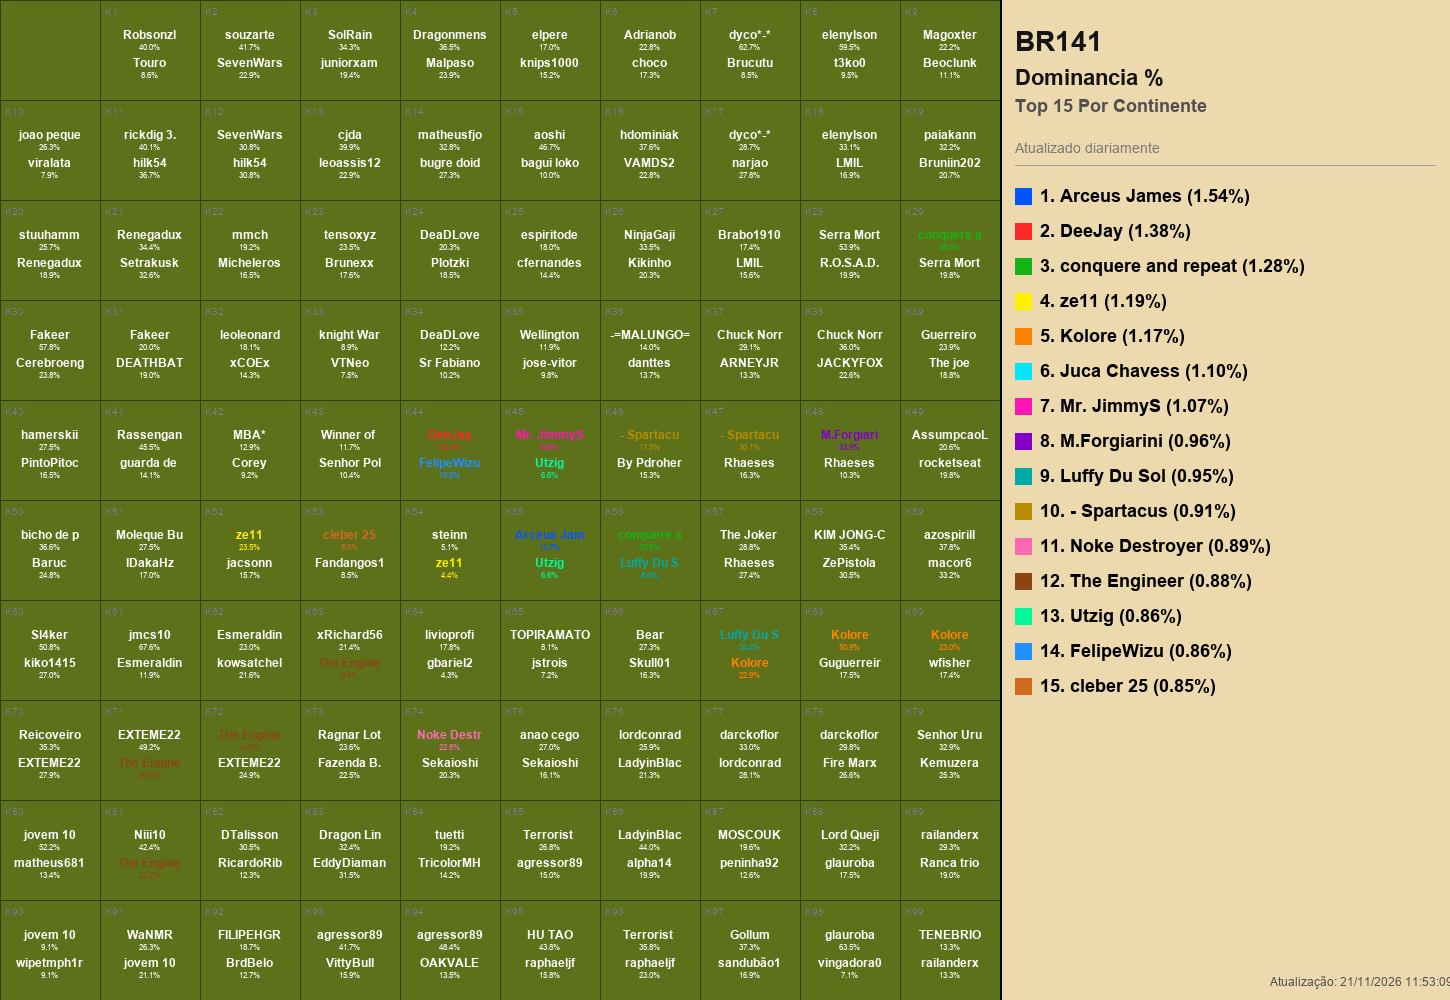 K1 K2 K3 K4 K5 K6 K7 K8 K9
Robsonzl souzarte SolRain Dragonmens elpere Adrianob dyco*-* elenylson Magoxter
40.0% 41.7% 34.3% 36.5% 17.0% 22.8% 62.7% 59.5% 22.2%
Touro SevenWars juniorxam Malpaso knips1000 choco Brucutu t3ko0 Beoclunk
8.6% 22.9% 19.4% 23.9% 15.2% 17.3% 8.5% 9.5% 11.1%
K10 K11 K12 K13 K14 K15 K16 K17 K18 K19
joao peque rickdig 3. SevenWars cjda matheusfjo aoshi hdominiak dyco*-* elenylson paiakann
26.3% 40.1% 30.8% 39.9% 32.8% 46.7% 37.6% 28.7% 33.1% 32.2%
viralata hilk54 hilk54 leoassis12 bugre doid bagui loko VAMDS2 narjao LMIL Bruniin202
7.9% 36.7% 30.8% 22.9% 27.3% 10.0% 22.8% 27.8% 16.9% 20.7%
K20 K21 K22 K23 K24 K25 K26 K27 K28 K29
stuuhamm Renegadux mmch tensoxyz DeaDLove espiritode NinjaGaji Brabo1910 Serra Mort conquere a
25.7% 34.4% 19.2% 23.5% 20.3% 18.0% 33.5% 17.4% 53.9%
Renegadux Setrakusk Micheleros Brunexx Plotzki cfernandes Kikinho LMIL R.O.S.A.D. Serra Mort
18.9% 32.6% 16.5% 17.6% 18.5% 14.4% 20.3% 15.6% 19.9% 19.8%
K30 K31 K32 K33 K34 K35 K36 K37 K38 K39
Fakeer Fakeer leoleonard knight War DeaDLove Wellington -=MALUNGO= Chuck Norr Chuck Norr Guerreiro
57.8% 20.0% 18.1% 8.9% 12.2% 11.9% 14.0% 29.1% 36.0% 23.9%
Cerebroeng DEATHBAT xCOEx VTNeo Sr Fabiano jose-vitor danttes ARNEYJR JACKYFOX The joe
23.8% 19.0% 14.3% 7.5% 10.2% 9.8% 13.7% 13.3% 22.6% 18.8%
K40 K41 K42 K43 K44 K45 K46 K47 K48 K49
hamerskii Rassengan MBA* Winner of DeeJay Mr. JimmyS - Spartacu - Spartacu M.Forgiari AssumpcaoL
27.5% 45.5% 12.9% 11.7% 17.5% 30.1% 20.6%
PintoPitoc guarda de Corey Senhor Pol FelipeWizu Utzig By Pdroher Rhaeses Rhaeses rocketseat
16.5% 14.1% 9.2% 10.4% 10.8% 6.6% 15.3% 16.3% 10.3% 19.8%
K50 K51 K52 K53 K54 K55 K56 K57 K58 K59
bicho de p Moleque Bu ze11 cleber 25 steinn Arceus Jam conquere a The Joker KIM JONG-C azospirill
36.6% 27.5% 23.5% 5.1% 28.8% 35.4% 37.8%
Baruc IDakaHz jacsonn Fandangos1 ze11 Utzig Luffy Du S Rhaeses ZePistola macor6
24.8% 17.0% 15.7% 8.5% 4.4% 6.6% 27.4% 30.5% 33.2%
K60 K61 K62 K63 K64 K65 K66 K67 K68 K69
Sl4ker jmcs10 Esmeraldin xRichard56 livioprofi TOPIRAMATO Bear Luffy Du S Kolore Kolore
50.8% 67.6% 23.0% 21.4% 17.8% 8.1% 27.3% 24.4% 50.9% 23.0%
kiko1415 Esmeraldin kowsatchel The Engine gbariel2 jstrois Skull01 Kolore Guguerreir wfisher
27.0% 11.9% 21.6% 4.3% 7.2% 16.3% 22.9% 17.5% 17.4%
K70 K71 K72 K73 K74 K75 K76 K77 K78 K79
Reicoveiro EXTEME22 The Engine Ragnar Lot Noke Destr anao cego lordconrad darckoflor darckoflor Senhor Uru
35.3% 49.2% 23.6% 22.8% 27.0% 25.9% 33.0% 29.8% 32.9%
EXTEME22 The Engine EXTEME22 Fazenda B. Sekaioshi Sekaioshi LadyinBlac lordconrad Fire Marx Kemuzera
27.9% 24.9% 22.5% 20.3% 16.1% 21.3% 28.1% 26.6% 25.3%
K80 K81 K82 K83 K84 K85 K86 K87 K88 K89
jovem 10 Niii10 DTalisson Dragon Lin tuetti Terrorist LadyinBlac MOSCOUK Lord Queji railanderx
52.2% 42.4% 30.5% 32.4% 19.2% 26.8% 44.0% 19.6% 32.2% 29.3%
matheus681 The Engine RicardoRib EddyDiaman TricolorMH agressor89 alpha14 peninha92 glauroba Ranca trio
13.4% 12.3% 31.5% 14.2% 15.0% 19.9% 12.6% 17.5% 19.0%
K90 K91 K92 K93 K94 K95 K96 K97 K98 K99
jovem 10 WaNMR FILIPEHGR agressor89 agressor89 HU TAO Terrorist Gollum glauroba TENEBRIO
9.1% 26.3% 18.7% 41.7% 48.4% 43.8% 35.8% 37.3% 63.5% 13.3%
wipetmph1r jovem 10 BrdBelo VittyBull OAKVALE raphaeljf raphaeljf sandubão1 vingadora0 railanderx
9.1% 21.1% 12.7% 15.9% 13.5% 15.8% 23.0% 16.9% 7.1% 13.3%
BR141
Dominancia %
Top 15 Por Continente
Atualizado diariamente
1. Arceus James (1.54%)
2. DeeJay (1.38%)
3. conquere and repeat (1.28%)
4. ze11 (1.19%)
5. Kolore (1.17%)
6. Juca Chavess (1.10%)
7. Mr. JimmyS (1.07%)
8. M.Forgiarini (0.96%)
9. Luffy Du Sol (0.95%)
10. - Spartacus (0.91%)
11. Noke Destroyer (0.89%)
12. The Engineer (0.88%)
13. Utzig (0.86%)
14. FelipeWizu (0.86%)
15. cleber 25 (0.85%)
Atualização: 21/11/2026 11:53:09